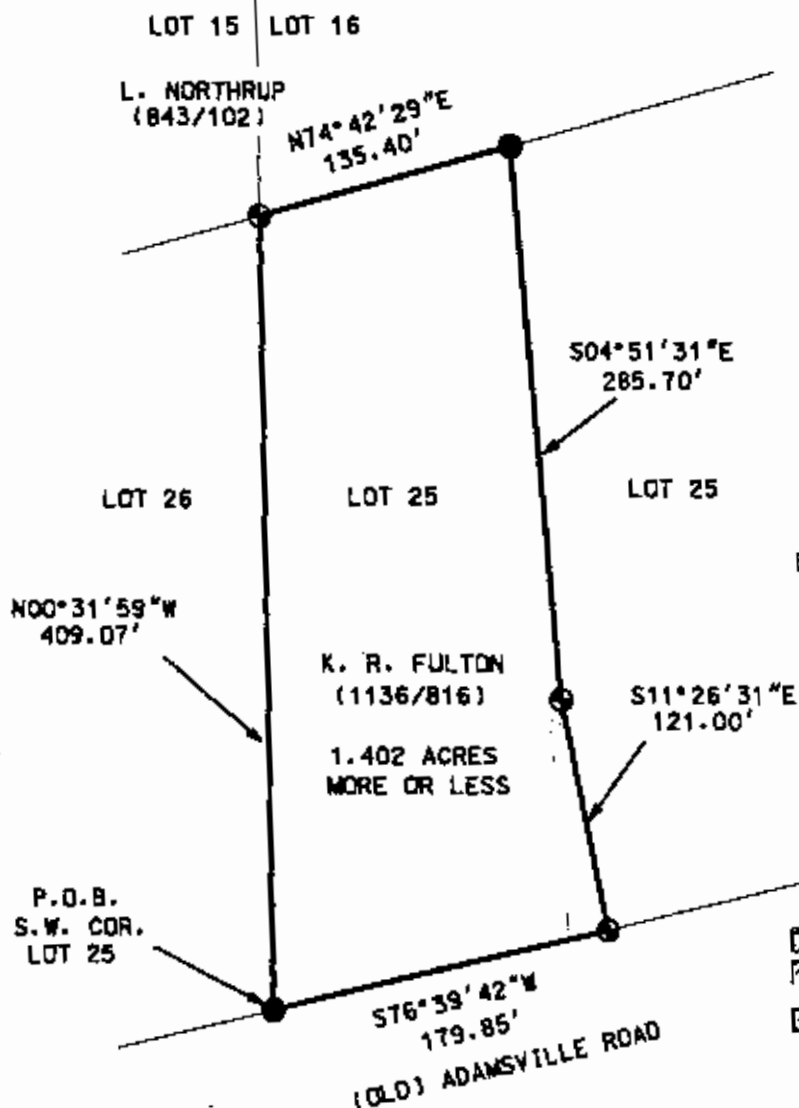 LOT 15 LOT 16
L. NORTHRUP
(843/102)
N74°42'29"E
135.40'
S04°51'31"E
285.70'
LOT 26
LOT 25
LOT 25
N00°31'59"W
409.07'
K. R. FULTON
(1136/816)
S11°26'31"E
121.00'
1.402 ACRES
MORE OR LESS
P.O.B.
S.W. COR.
LOT 25
S76°39'42"W
179.85'
(OLD) ADAMSVILLE ROAD